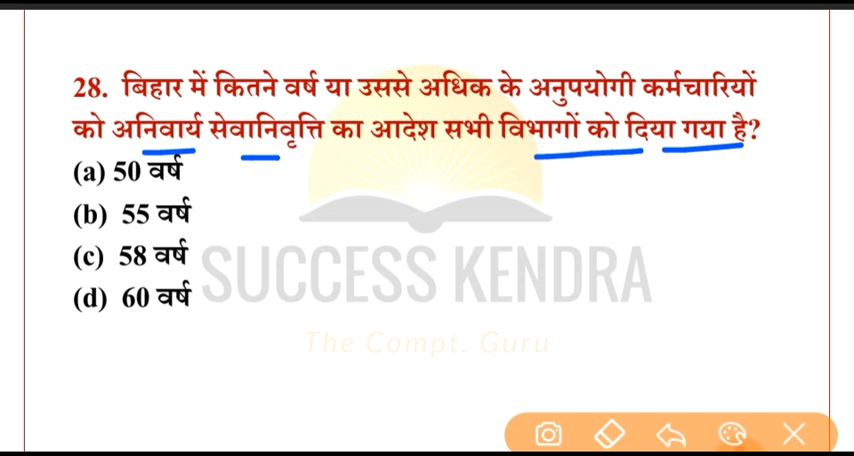 28. बिहार में कितने वर्ष या उससे अधिक के अनुपयोगी कर्मचारियों
को अनिवार्य सेवानिवृत्ति का आदेश सभी विभागों को दिया गया है?
(a) 50 वर्ष
(b) 55 वर्ष
(c) 58 वर्ष
(d) 60 वर्ष
SUCCESS KENDRA
The Compt. Guru